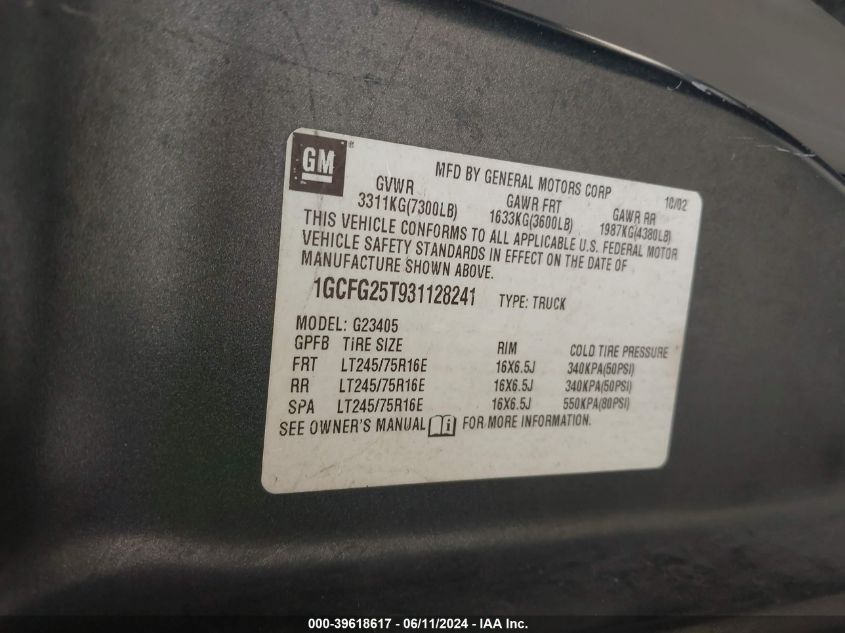 GM ®
MFD BY GENERAL MOTORS CORP 10/02
GVWR GAWR FRT GAWR RR
3311KG(7300LB) 1633KG(3600LB) 1987KG(4380LB)
THIS VEHICLE CONFORMS TO ALL APPLICABLE U.S. FEDERAL MOTOR
VEHICLE SAFETY STANDARDS IN EFFECT ON THE DATE OF
MANUFACTURE SHOWN ABOVE.
1GCFG25T931128241 TYPE: TRUCK
MODEL: G23405
GPFB TIRE SIZE RIM COLD TIRE PRESSURE
FRT LT245/75R16E 16X6.5J 340KPA(50PSI)
RR LT245/75R16E 16X6.5J 340KPA(50PSI)
SPA LT245/75R16E 16X6.5J 550KPA(80PSI)
SEE OWNER'S MANUAL i FOR MORE INFORMATION.
000-39618617 - 06/11/2024 - IAA Inc.